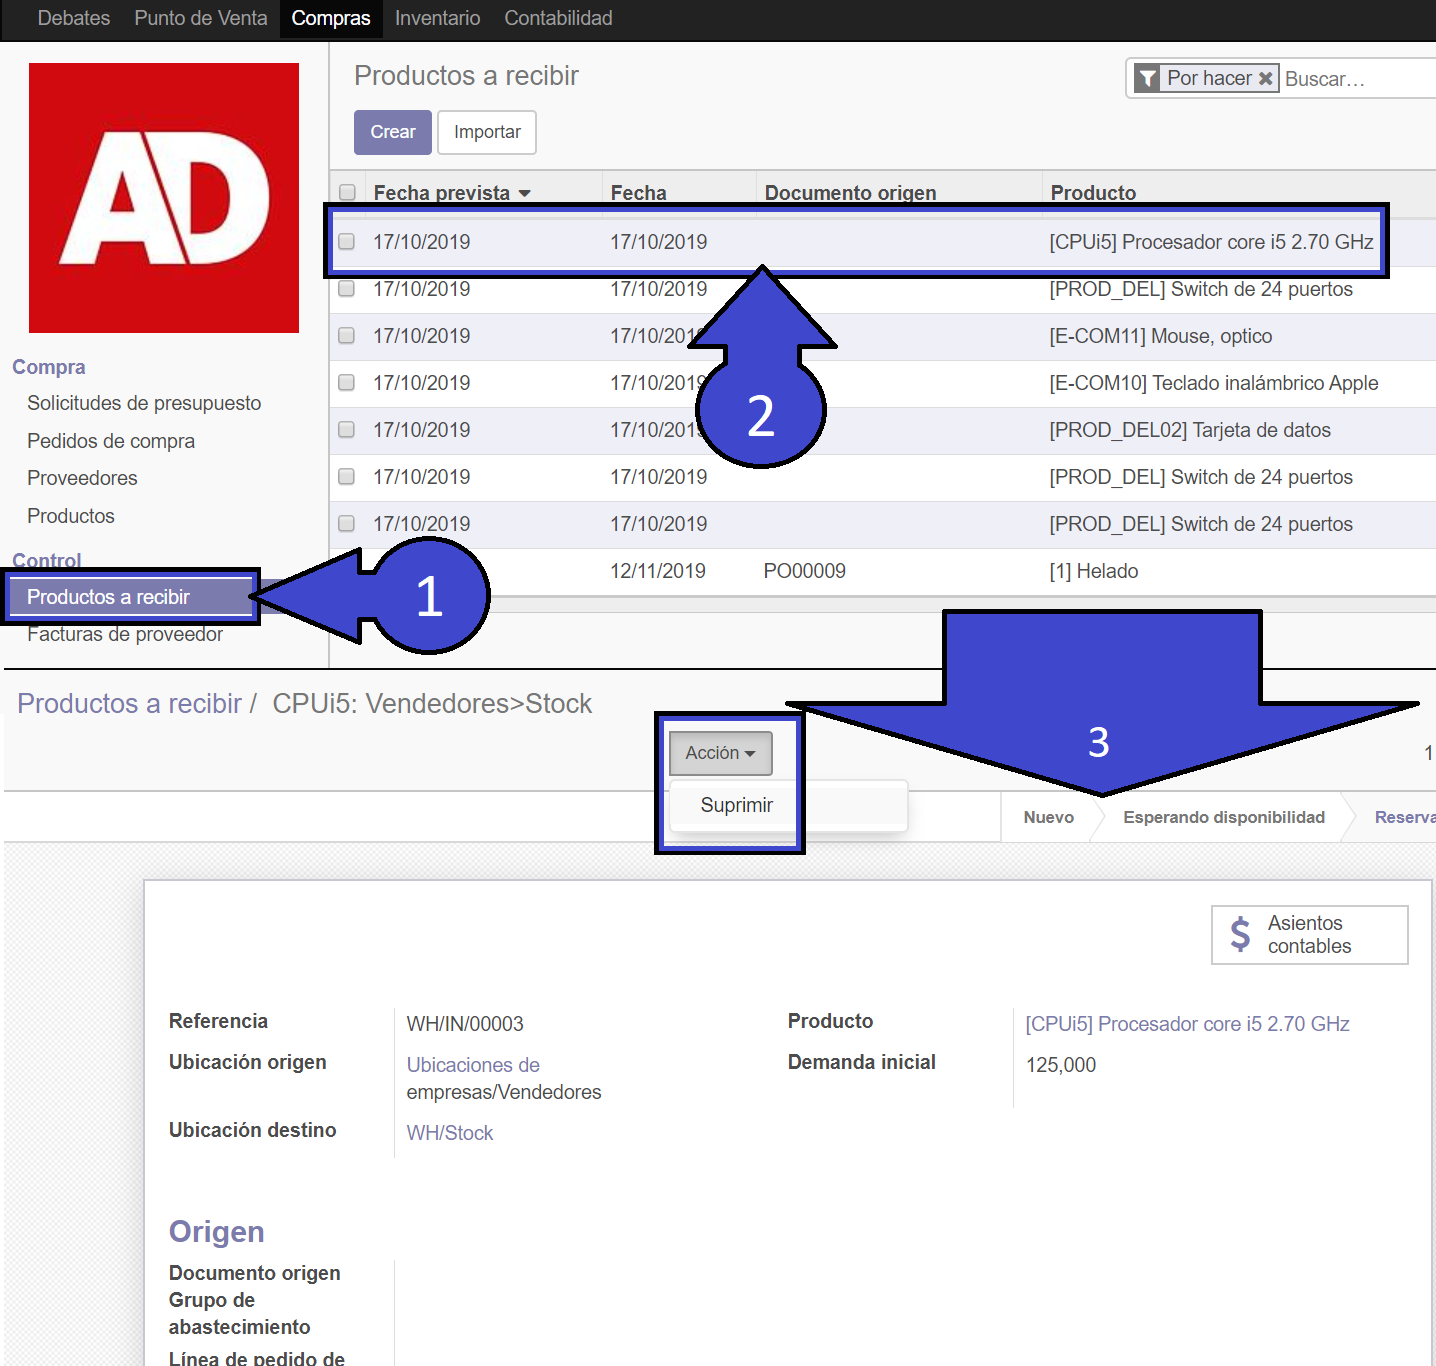 Debates Punto de Venta Compras Inventario Contabilidad
AD
Productos a recibir
Por hacer Buscar...
Crear Importar
Fecha prevista Fecha Documento origen Producto
17/10/2019 17/10/2019 [CPUi5] Procesador core i5 2.70 GHz
17/10/2019 17/10/2019 [PROD_DEL] Switch de 24 puertos
17/10/2019 17/10/2019 [E-COM11] Mouse, optico
17/10/2019 17/10/2019 [E-COM10] Teclado inalámbrico Apple
17/10/2019 17/10/2019 [PROD_DEL02] Tarjeta de datos
17/10/2019 17/10/2019 [PROD_DEL] Switch de 24 puertos
17/10/2019 17/10/2019 [PROD_DEL] Switch de 24 puertos
12/11/2019 PO00009 [1] Helado
2
Compra
Solicitudes de presupuesto
Pedidos de compra
Proveedores
Productos
Control
Productos a recibir
1
Facturas de proveedor
Productos a recibir / CPUi5: Vendedores>Stock
Acción
Suprimir
3
1
Nuevo Esperando disponibilidad Reserva
$ Asientos
contables
Referencia WH/IN/00003
Ubicación origen Ubicaciones de
empresas/Vendedores
Ubicación destino WH/Stock
Producto [CPUi5] Procesador core i5 2.70 GHz
Demanda inicial 125,000
Origen
Documento origen
Grupo de
abastecimiento
Línea de pedido de